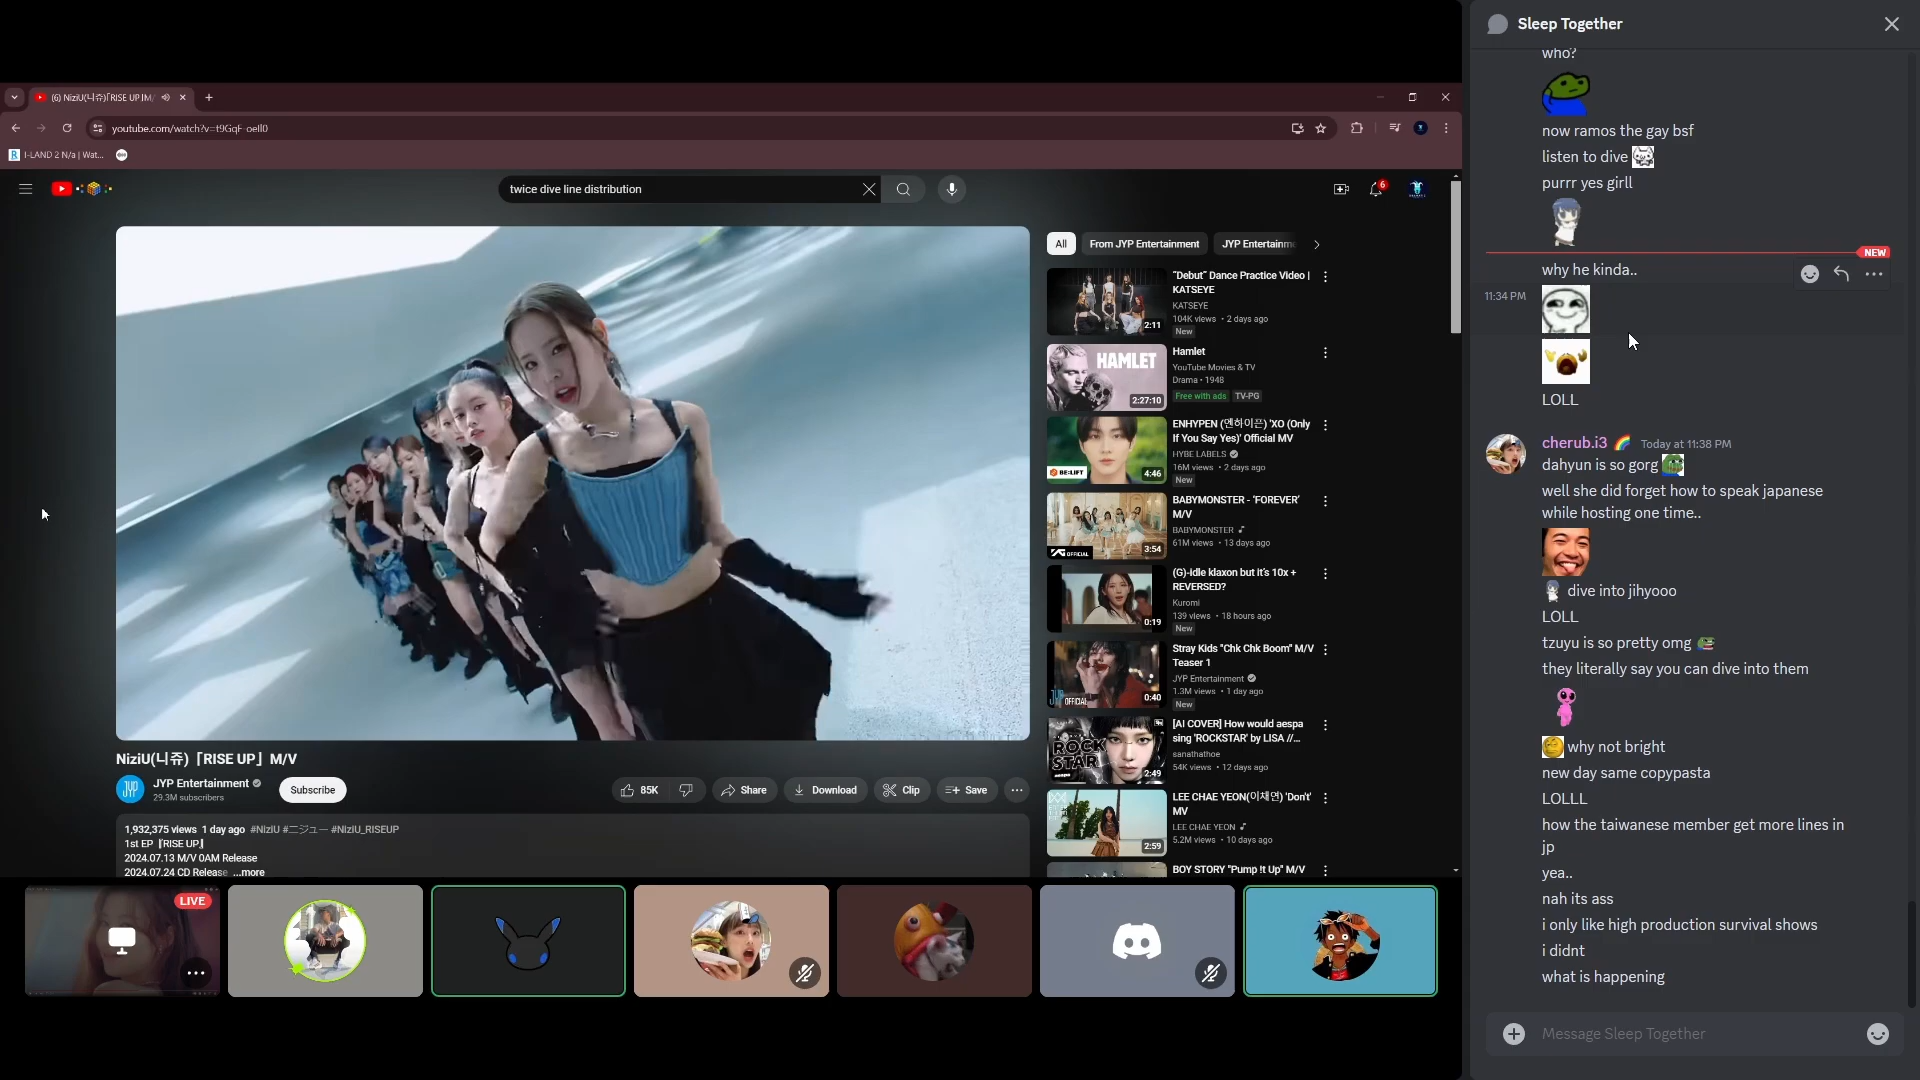 (6) NiziU(니쥬)「RISE UP」M/
youtube.com/watch?v=t9GqF-oeIl0
I-LAND 2 N/a | Wat...
twice dive line distribution
6
All
From JYP Entertainment
JYP Entertainm
"Debut" Dance Practice Video |
KATSEYE
KATSEYE
104K views • 2 days ago
New
2:11
HAMLET
Hamlet
YouTube Movies & TV
Drama • 1948
Free with ads TV-PG
2:27:10
ENHYPEN (엔하이픈) 'XO (Only
If You Say Yes)' Official MV
HYBE LABELS
16M views • 2 days ago
New
BE:LIFT
4:46
BABYMONSTER - 'FOREVER'
M/V
BABYMONSTER
61M views • 13 days ago
OFFICIAL
3:54
(G)-idle klaxon but it's 10x +
REVERSED?
Kuromi
139 views • 18 hours ago
New
0:19
Stray Kids "Chk Chk Boom" M/V
Teaser 1
JYP Entertainment
1.3M views • 1 day ago
New
JYP OFFICIAL
0:40
[AI COVER] How would aespa
sing 'ROCKSTAR' by LISA //...
sanathathoe
54K views • 12 days ago
ROCK
STAR
2:49
LEE CHAE YEON(이채연) 'Don't'
MV
LEE CHAE YEON
5.2M views • 10 days ago
2:59
BOY STORY "Pump It Up" M/V
NiziU(니쥬)「RISE UP」M/V
JYP
JYP Entertainment
29.3M subscribers
Subscribe
85K
Share
Download
Clip
Save
1,932,375 views 1 day ago #NiziU #ニジュー #NiziU_RISEUP
1st EP『RISE UP』
2024.07.13 M/V 0AM Release
2024.07.24 CD Release ...more
LIVE
Sleep Together
who?
now ramos the gay bsf
listen to dive
purrr yes girll
NEW
why he kinda..
11:34 PM
LOLL
cherub.i3 Today at 11:38 PM
dahyun is so gorg
well she did forget how to speak japanese
while hosting one time..
dive into jihyooo
LOLL
tzuyu is so pretty omg
they literally say you can dive into them
why not bright
new day same copypasta
LOLLL
how the taiwanese member get more lines in
jp
yea..
nah its ass
i only like high production survival shows
i didnt
what is happening
Message Sleep Together